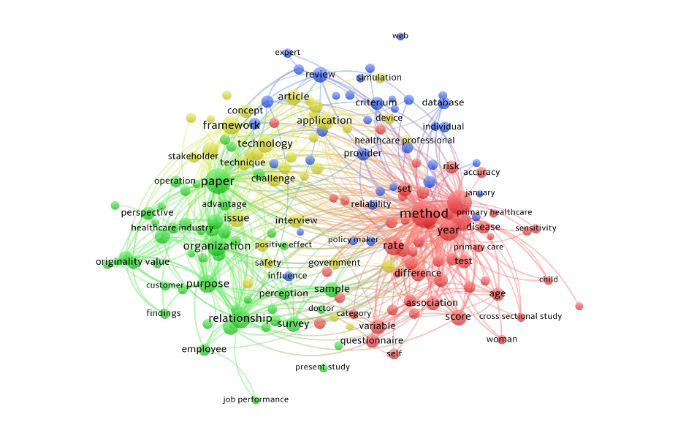 web
expert
review
simulation
article
criterium
database
concept
device
application
framework
individual
healthcare professional
technology
provider
stakeholder
technique
risk
accuracy
challenge
operation
paper
set
january
advantage
reliability
perspective
method
primary healthcare
issue
interview
healthcare industry
year
disease
sensitivity
policy maker
organization
positive effect
rate
primary care
originality value
safety
government
test
influence
difference
child
customer
purpose
perception
sample
age
association
findings
doctor
category
relationship
survey
variable
score
cross sectional study
questionnaire
woman
employee
self
present study
job performance